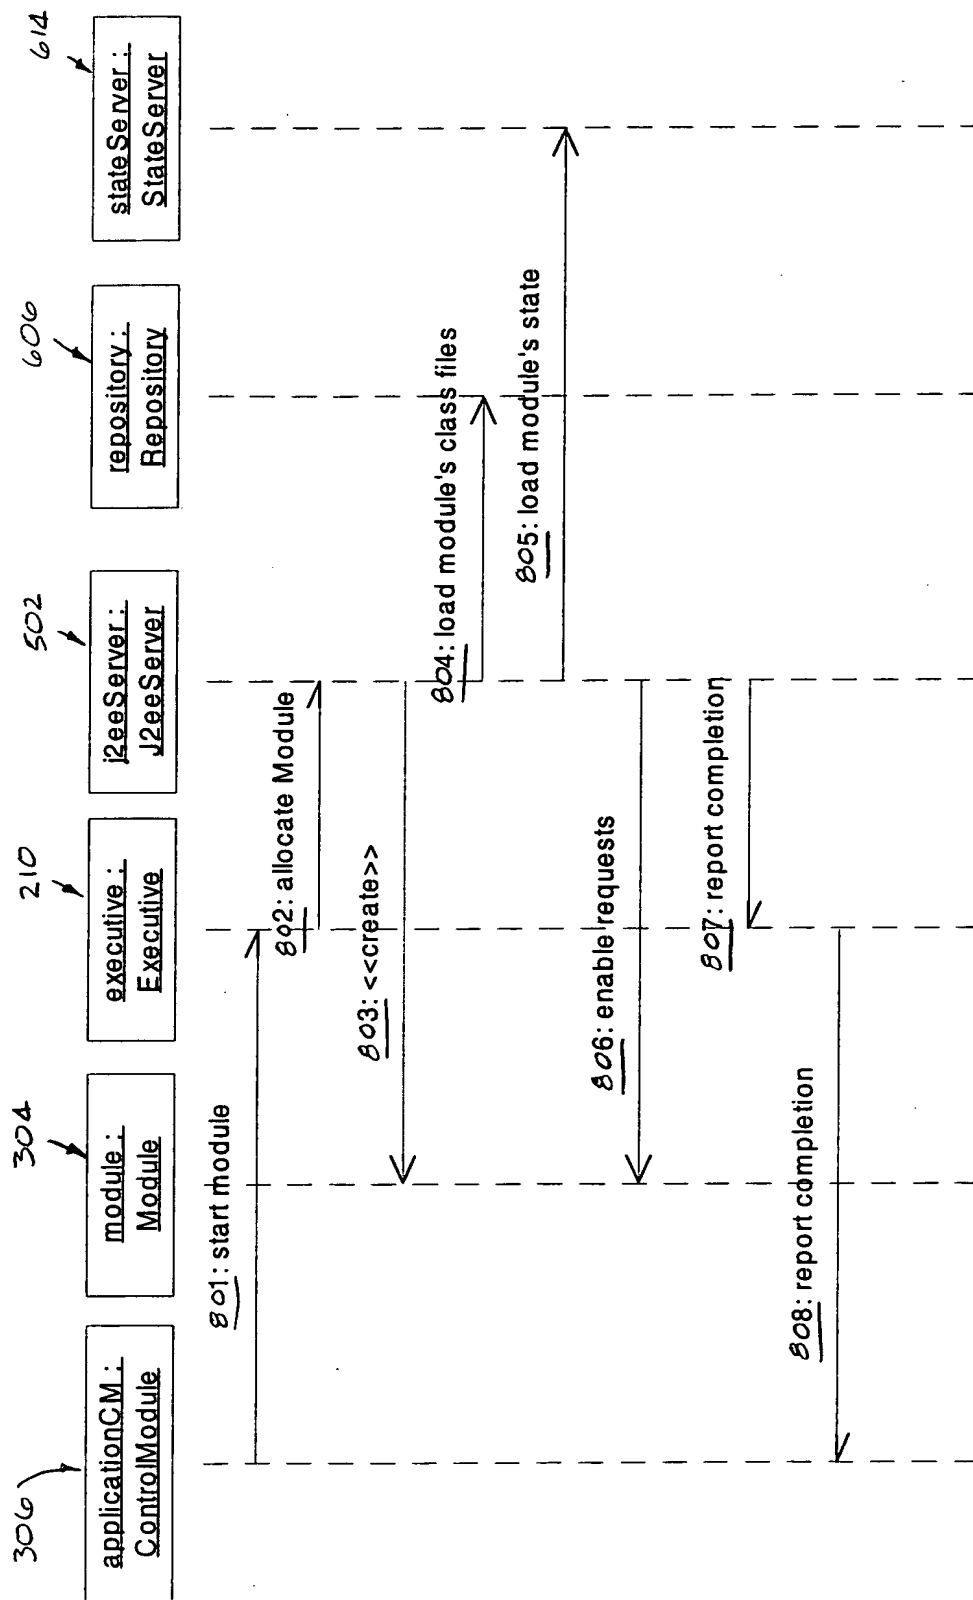 306
applicationCM :
ControlModule
304
module :
Module
210
executive :
Executive
502
j2eeServer :
J2eeServer
606
repository :
Repository
614
stateServer :
StateServer
801: start module
802: allocate Module
803: <<create>>
804: load module's class files
805: load module's state
806: enable requests
807: report completion
808: report completion